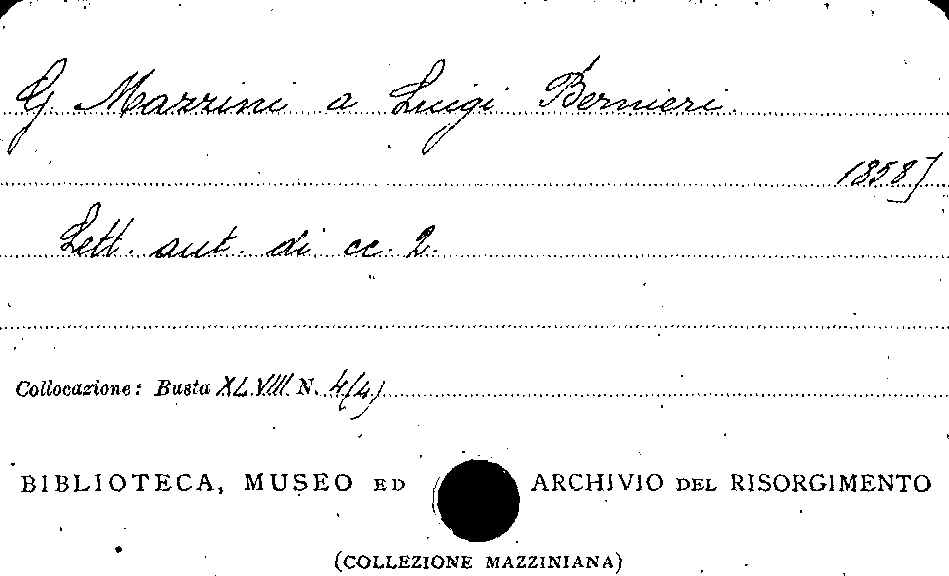 G. Mazzini a Luigi Bernieri.
1858]
Lett. aut. di cc. 2.
Collocazione: Busta XLVIII N. 4(4)
BIBLIOTECA, MUSEO ED ARCHIVIO DEL RISORGIMENTO
(COLLEZIONE MAZZINIANA)